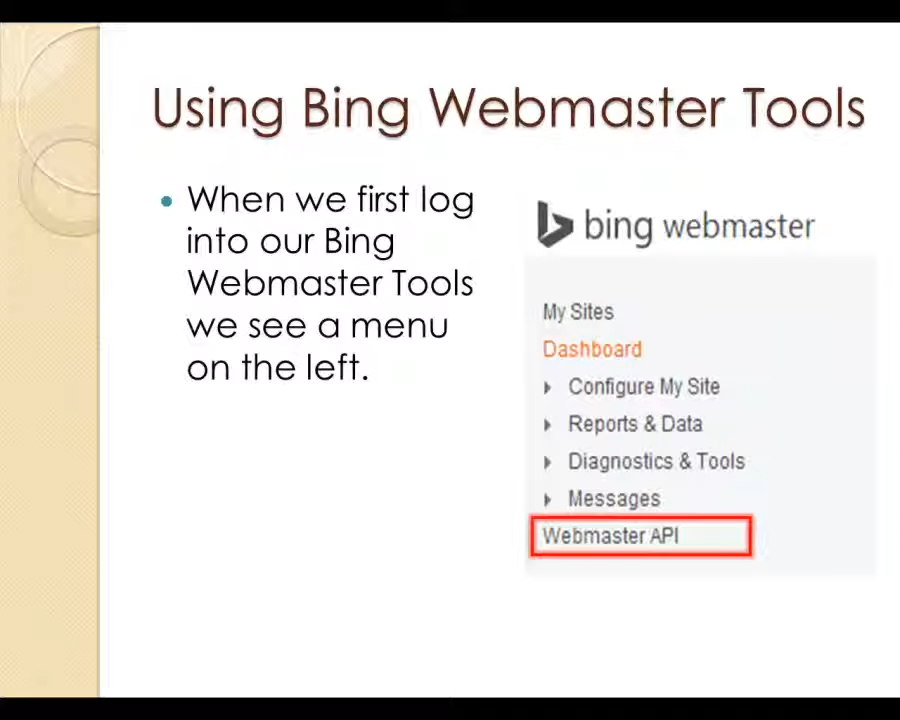 Using Bing Webmaster Tools
• When we first log
into our Bing
Webmaster Tools
we see a menu
on the left.
bing webmaster
My Sites
Dashboard
Configure My Site
Reports & Data
Diagnostics & Tools
Messages
Webmaster API